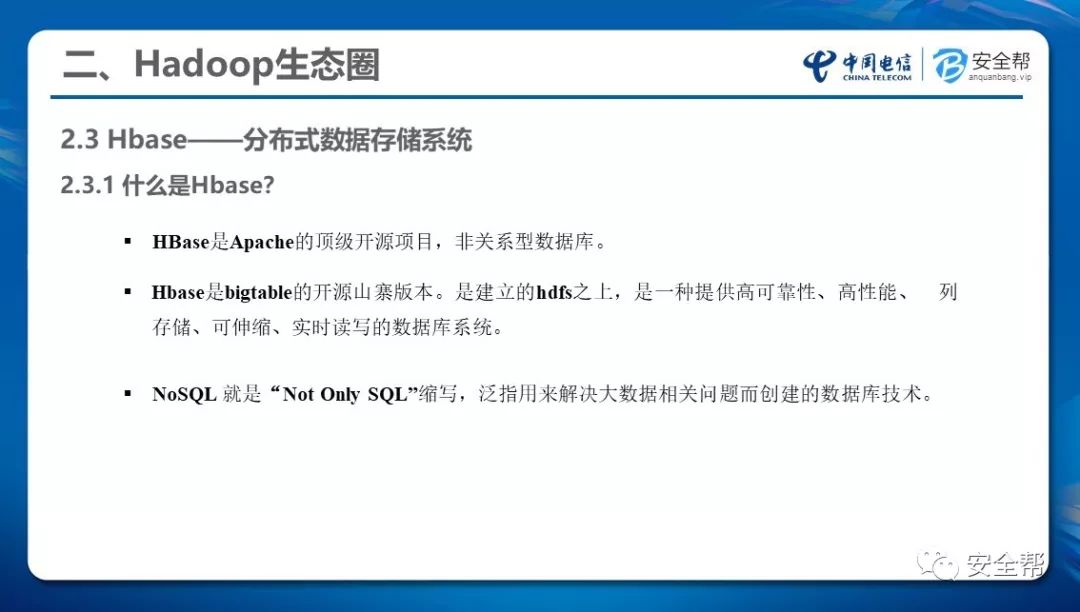 二、Hadoop生态圈
中国电信
CHINA TELECOM
安全帮
anquanbang.vip
2.3 Hbase——分布式数据存储系统
2.3.1 什么是Hbase?
▪ HBase是Apache的顶级开源项目，非关系型数据库。
▪ Hbase是bigtable的开源山寨版本。是建立的hdfs之上，是一种提供高可靠性、高性能、 列
存储、可伸缩、实时读写的数据库系统。
▪ NoSQL 就是“Not Only SQL”缩写，泛指用来解决大数据相关问题而创建的数据库技术。
安全帮